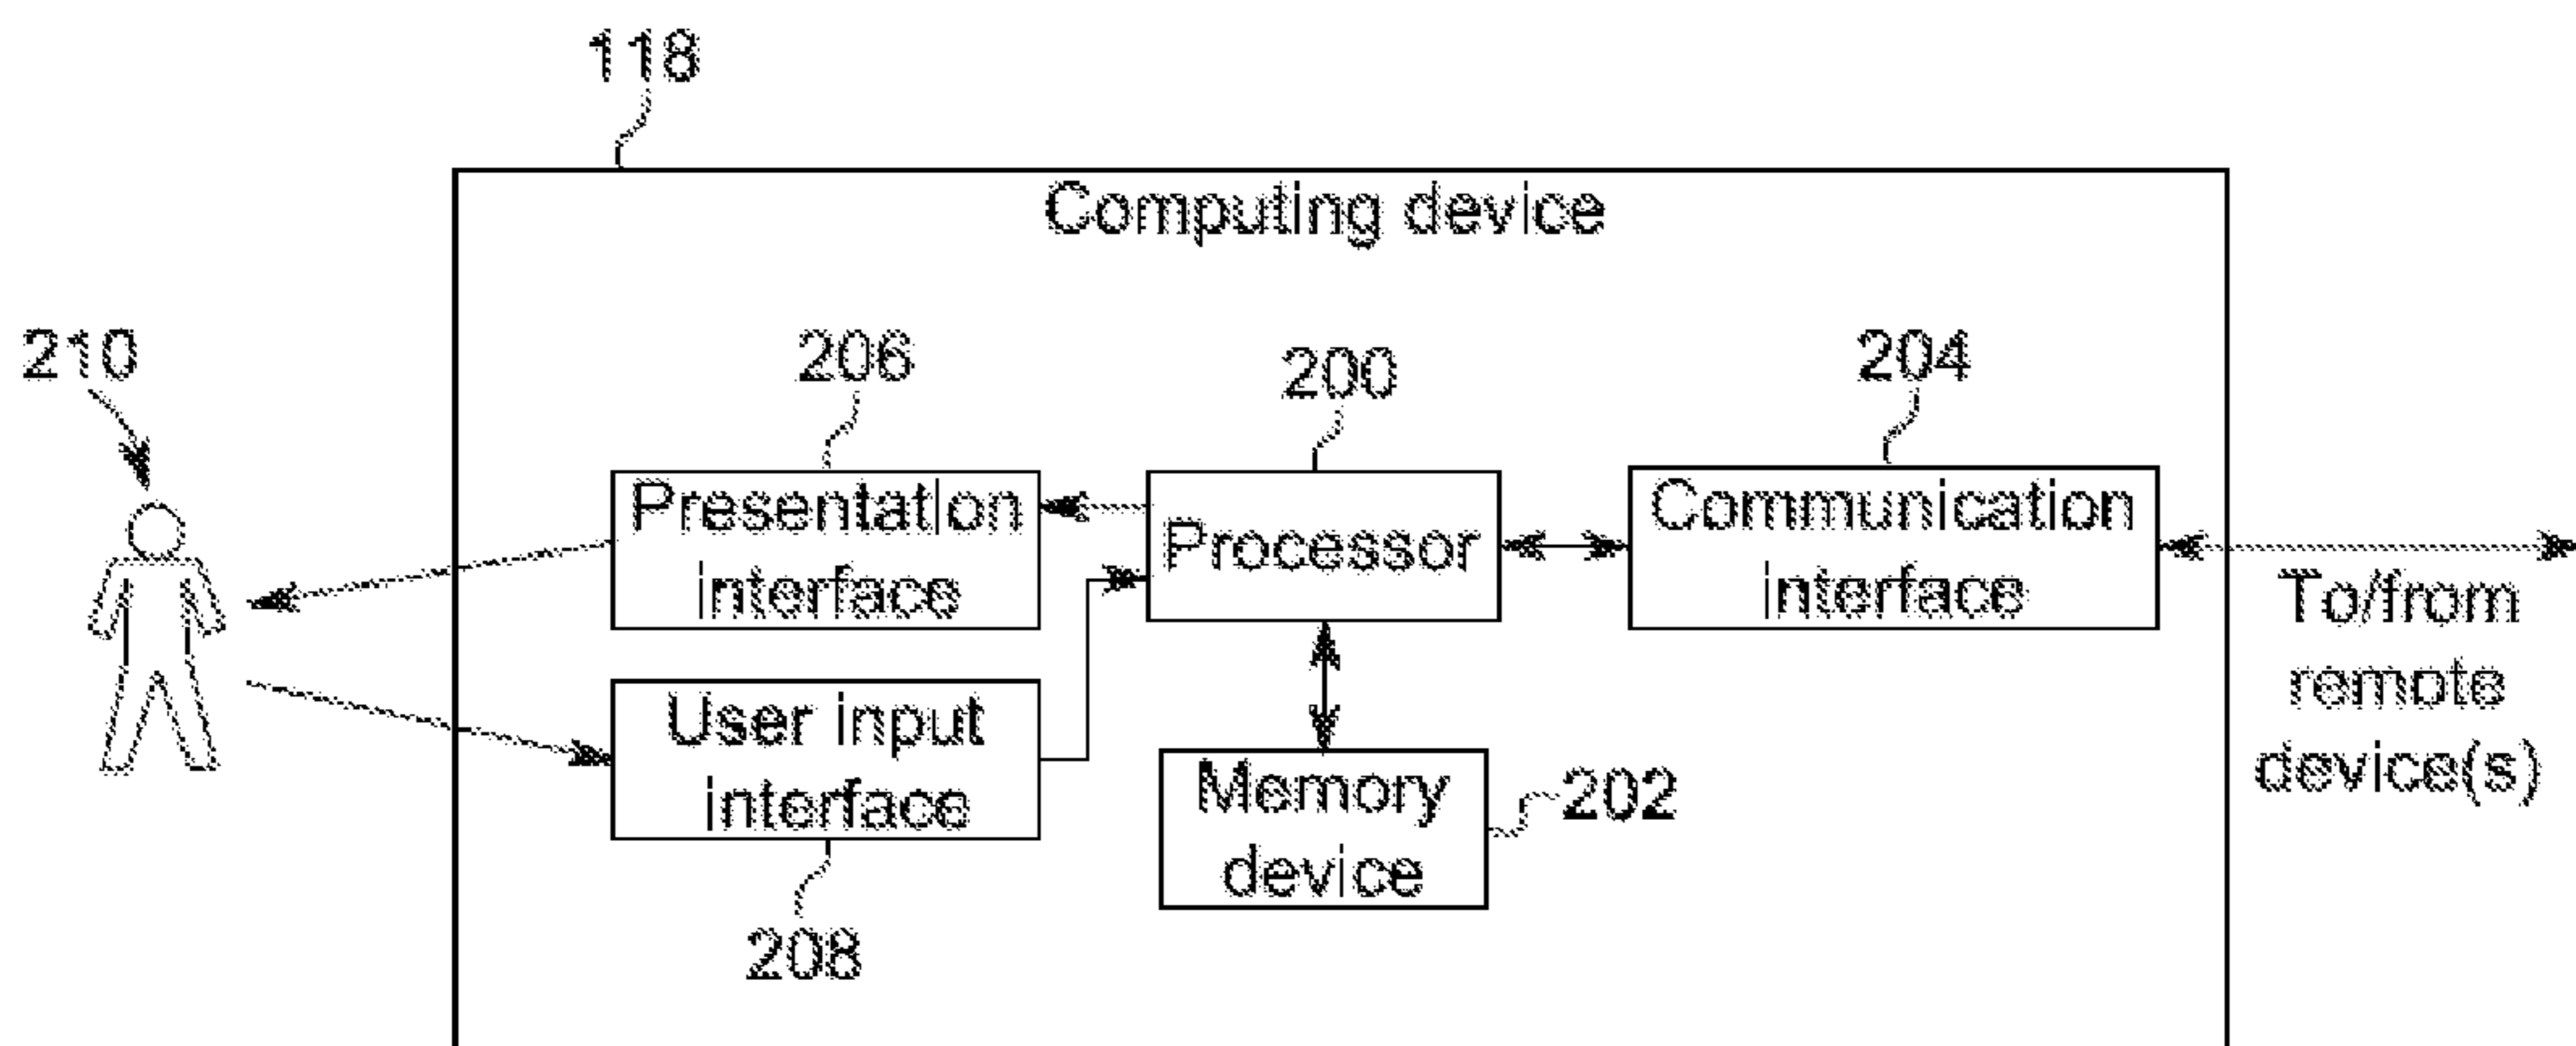 118
Computing device
210
206
200
204
Presentation
interface
Processor
Communication
interface
To/from
remote
device(s)
User input
interface
Memory
device
202
208